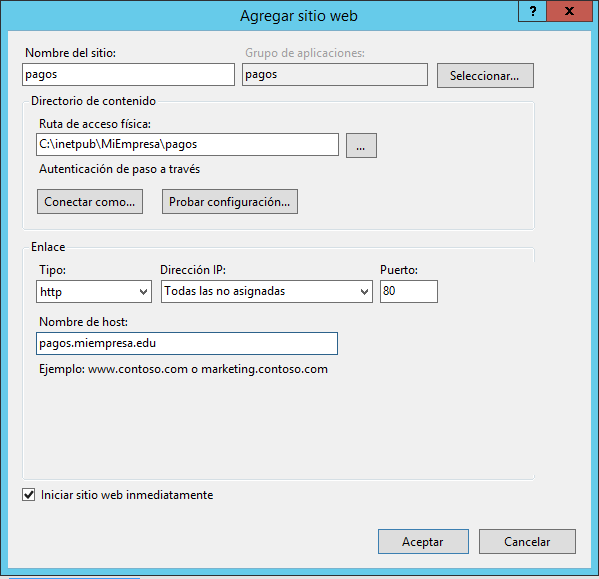 Agregar sitio web
?
x
Nombre del sitio:
Grupo de aplicaciones:
pagos
pagos
Seleccionar...
Directorio de contenido
Ruta de acceso física:
C:\inetpub\MiEmpresa\pagos
...
Autenticación de paso a través
Conectar como...
Probar configuración...
Enlace
Tipo:
Dirección IP:
Puerto:
http
Todas las no asignadas
80
Nombre de host:
pagos.miempresa.edu
Ejemplo: www.contoso.com o marketing.contoso.com
Iniciar sitio web inmediatamente
Aceptar
Cancelar